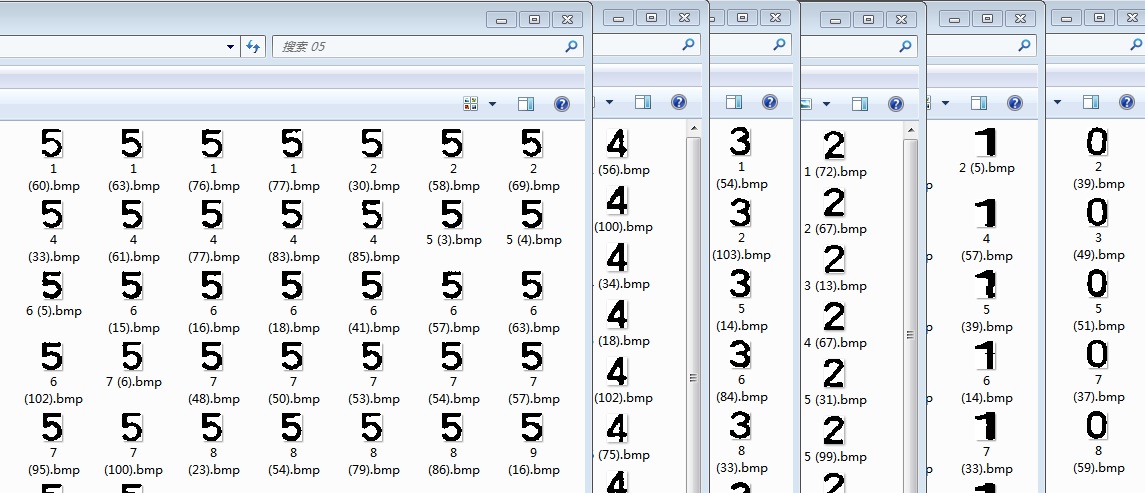 搜索 05
5 5 5 5 5 5 5
1 1 1 1 2 2 2
(60).bmp (63).bmp (76).bmp (77).bmp (30).bmp (58).bmp (69).bmp
5 5 5 5 5 5 5
4 4 4 4 4 5 (3).bmp 5 (4).bmp
(33).bmp (61).bmp (77).bmp (83).bmp (85).bmp
5 5 5 5 5 5 5
6 (5).bmp 6 6 6 6 6 6
(15).bmp (16).bmp (18).bmp (41).bmp (57).bmp (63).bmp
5 5 5 5 5 5 5
6 7 (6).bmp 7 7 7 7 7
(102).bmp (48).bmp (50).bmp (53).bmp (54).bmp (57).bmp
5 5 5 5 5 5 5
7 7 8 8 8 8 9
(95).bmp (100).bmp (23).bmp (54).bmp (79).bmp (86).bmp (16).bmp
4
(56).bmp
4
(100).bmp
4
(34).bmp
4
(18).bmp
4
(102).bmp
4
(75).bmp
4
3
1
(54).bmp
3
2
(103).bmp
3
5
(14).bmp
3
6
(84).bmp
3
8
(33).bmp
3
2
1 (72).bmp
2
2 (67).bmp
2
3 (13).bmp
2
4 (67).bmp
2
5 (31).bmp
2
5 (99).bmp
2
1
2 (5).bmp
1
4
(57).bmp
1
5
(39).bmp
1
6
(14).bmp
1
7
(33).bmp
0
2
(39).bmp
0
3
(49).bmp
0
5
(51).bmp
0
7
(37).bmp
0
8
(59).bmp